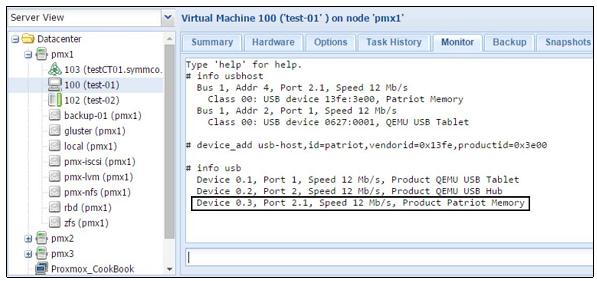 Server View
Datacenter
pmx1
103 (testCT01.symmco.
100 (test-01)
102 (test-02)
backup-01 (pmx1)
gluster (pmx1)
local (pmx1)
pmx-iscsi (pmx1)
pmx-lvm (pmx1)
pmx-nfs (pmx1)
rbd (pmx1)
zfs (pmx1)
pmx2
pmx3
Proxmox_CookBook
Virtual Machine 100 ('test-01' ) on node 'pmx1'
Summary Hardware Options Task History Monitor Backup Snapshots
Type 'help' for help.
# info usbhost
Bus 1, Addr 4, Port 2.1, Speed 12 Mb/s
Class 00: USB device 13fe:3e00, Patriot Memory
Bus 1, Addr 2, Port 1, Speed 12 Mb/s
Class 00: USB device 0627:0001, QEMU USB Tablet
# device_add usb-host,id=patriot,vendorid=0x13fe,productid=0x3e00
# info usb
Device 0.1, Port 1, Speed 12 Mb/s, Product QEMU USB Tablet
Device 0.2, Port 2, Speed 12 Mb/s, Product QEMU USB Hub
Device 0.3, Port 2.1, Speed 12 Mb/s, Product Patriot Memory